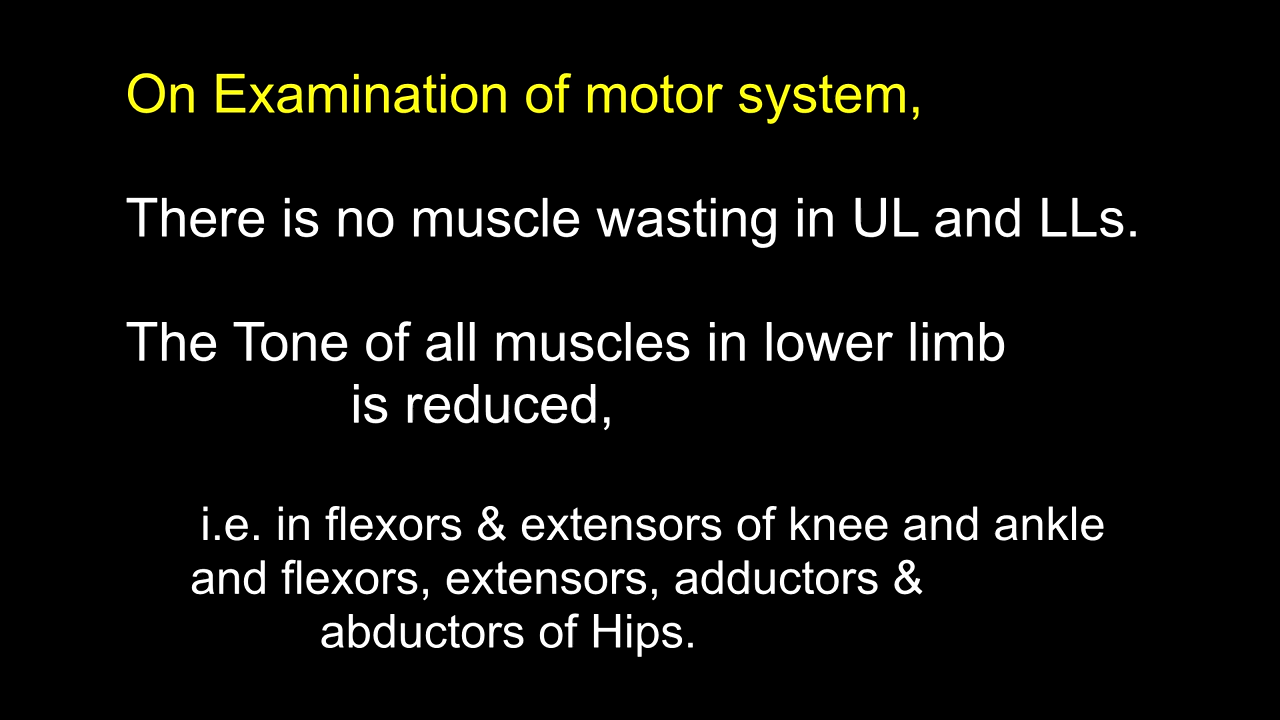 On Examination of motor system,
There is no muscle wasting in UL and LLs.
The Tone of all muscles in lower limb
is reduced,
i.e. in flexors & extensors of knee and ankle
and flexors, extensors, adductors &
abductors of Hips.